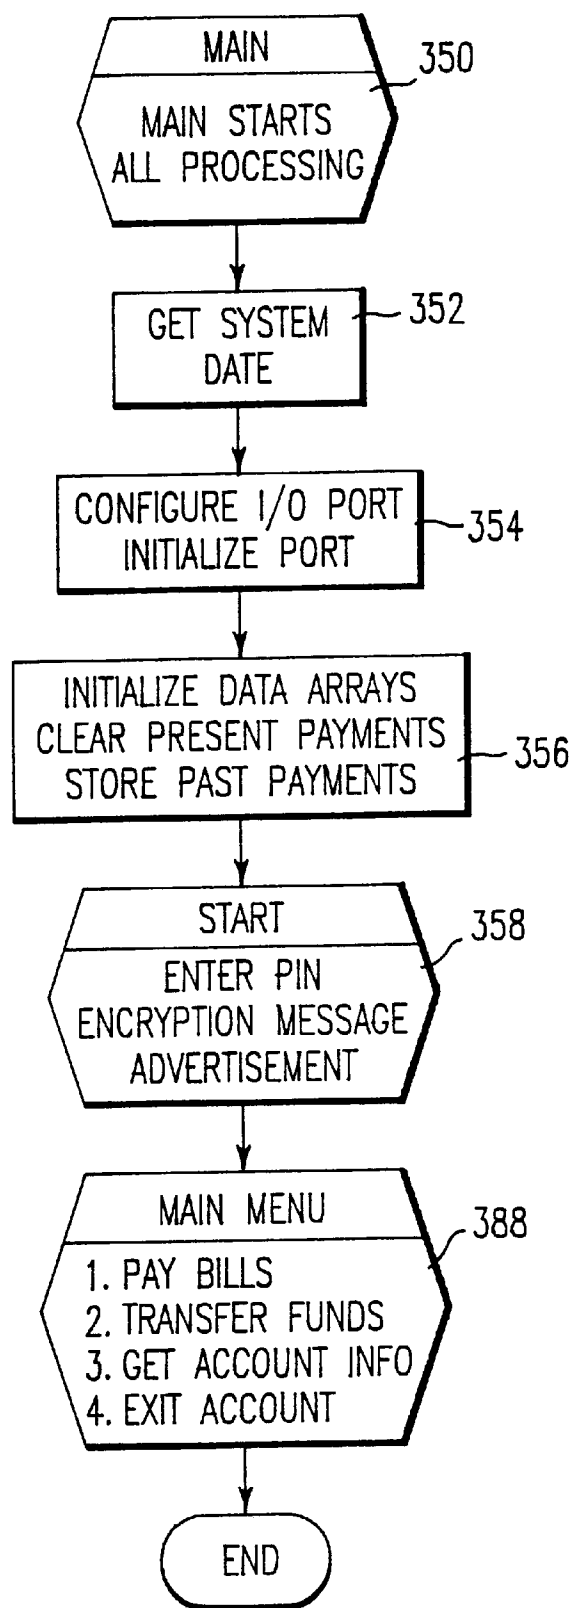 MAIN
350
MAIN STARTS
ALL PROCESSING
GET SYSTEM
DATE
352
CONFIGURE I/O PORT
INITIALIZE PORT
354
INITIALIZE DATA ARRAYS
CLEAR PRESENT PAYMENTS
STORE PAST PAYMENTS
356
START
358
ENTER PIN
ENCRYPTION MESSAGE
ADVERTISEMENT
MAIN MENU
388
1. PAY BILLS
2. TRANSFER FUNDS
3. GET ACCOUNT INFO
4. EXIT ACCOUNT
END